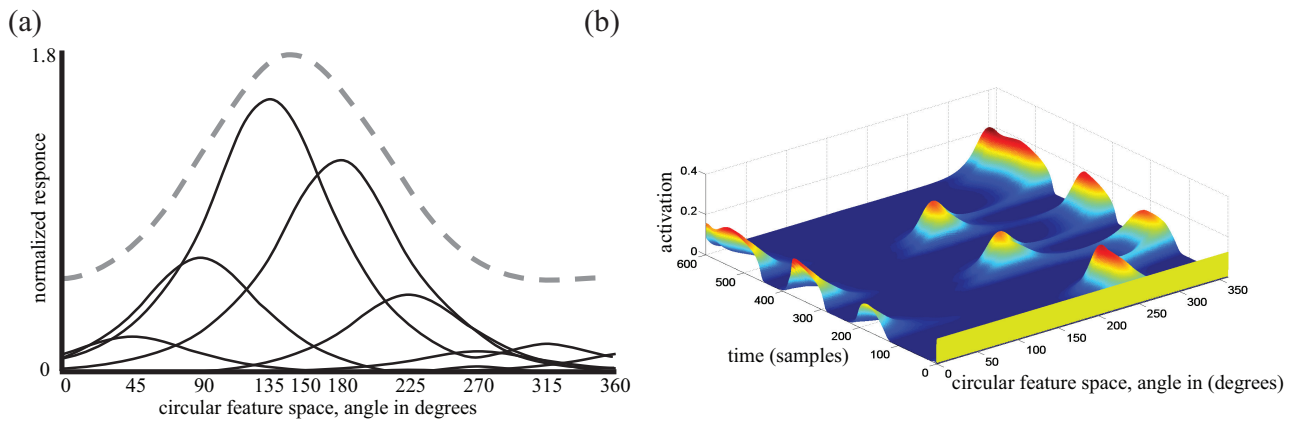 (a)
1.8
normalized responce
0
0 45 90 135 150 180 225 270 315 360
circular feature space, angle in degrees
(b)
activation
0.4
0.2
0
600
500
400
300
200
100
0
time (samples)
0
50
100
150
200
250
300
350
circular feature space, angle in (degrees)